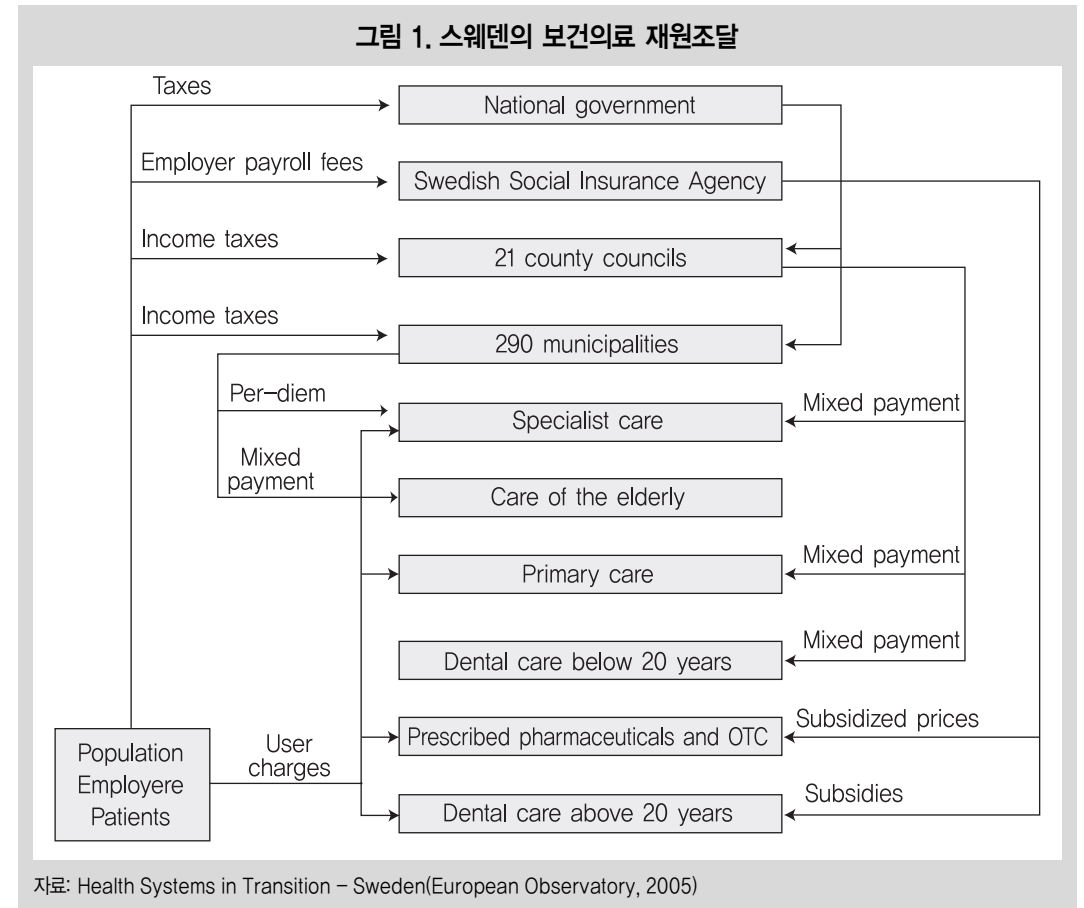 그림 1. 스웨덴의 보건의료 재원조달
Taxes
National government
Employer payroll fees
Swedish Social Insurance Agency
Income taxes
21 county councils
Income taxes
290 municipalities
Per-diem
Specialist care
Mixed payment
Mixed
payment
Care of the elderly
Primary care
Mixed payment
Dental care below 20 years
Mixed payment
Population
Employere
Patients
User
charges
Prescribed pharmaceuticals and OTC
Subsidized prices
Dental care above 20 years
Subsidies
자료: Health Systems in Transition - Sweden(European Observatory, 2005)